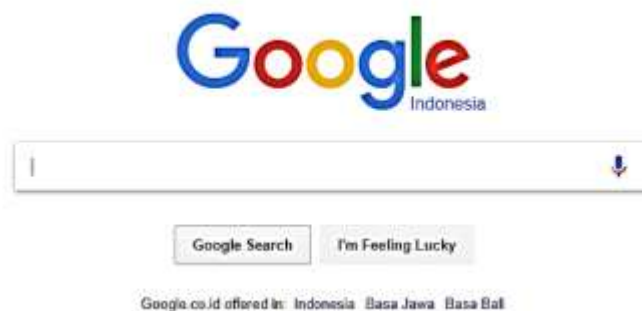 Google
Indonesia
Google Search I'm Feeling Lucky
Google.co.id offered in: Indonesia Basa Jawa Basa Bali